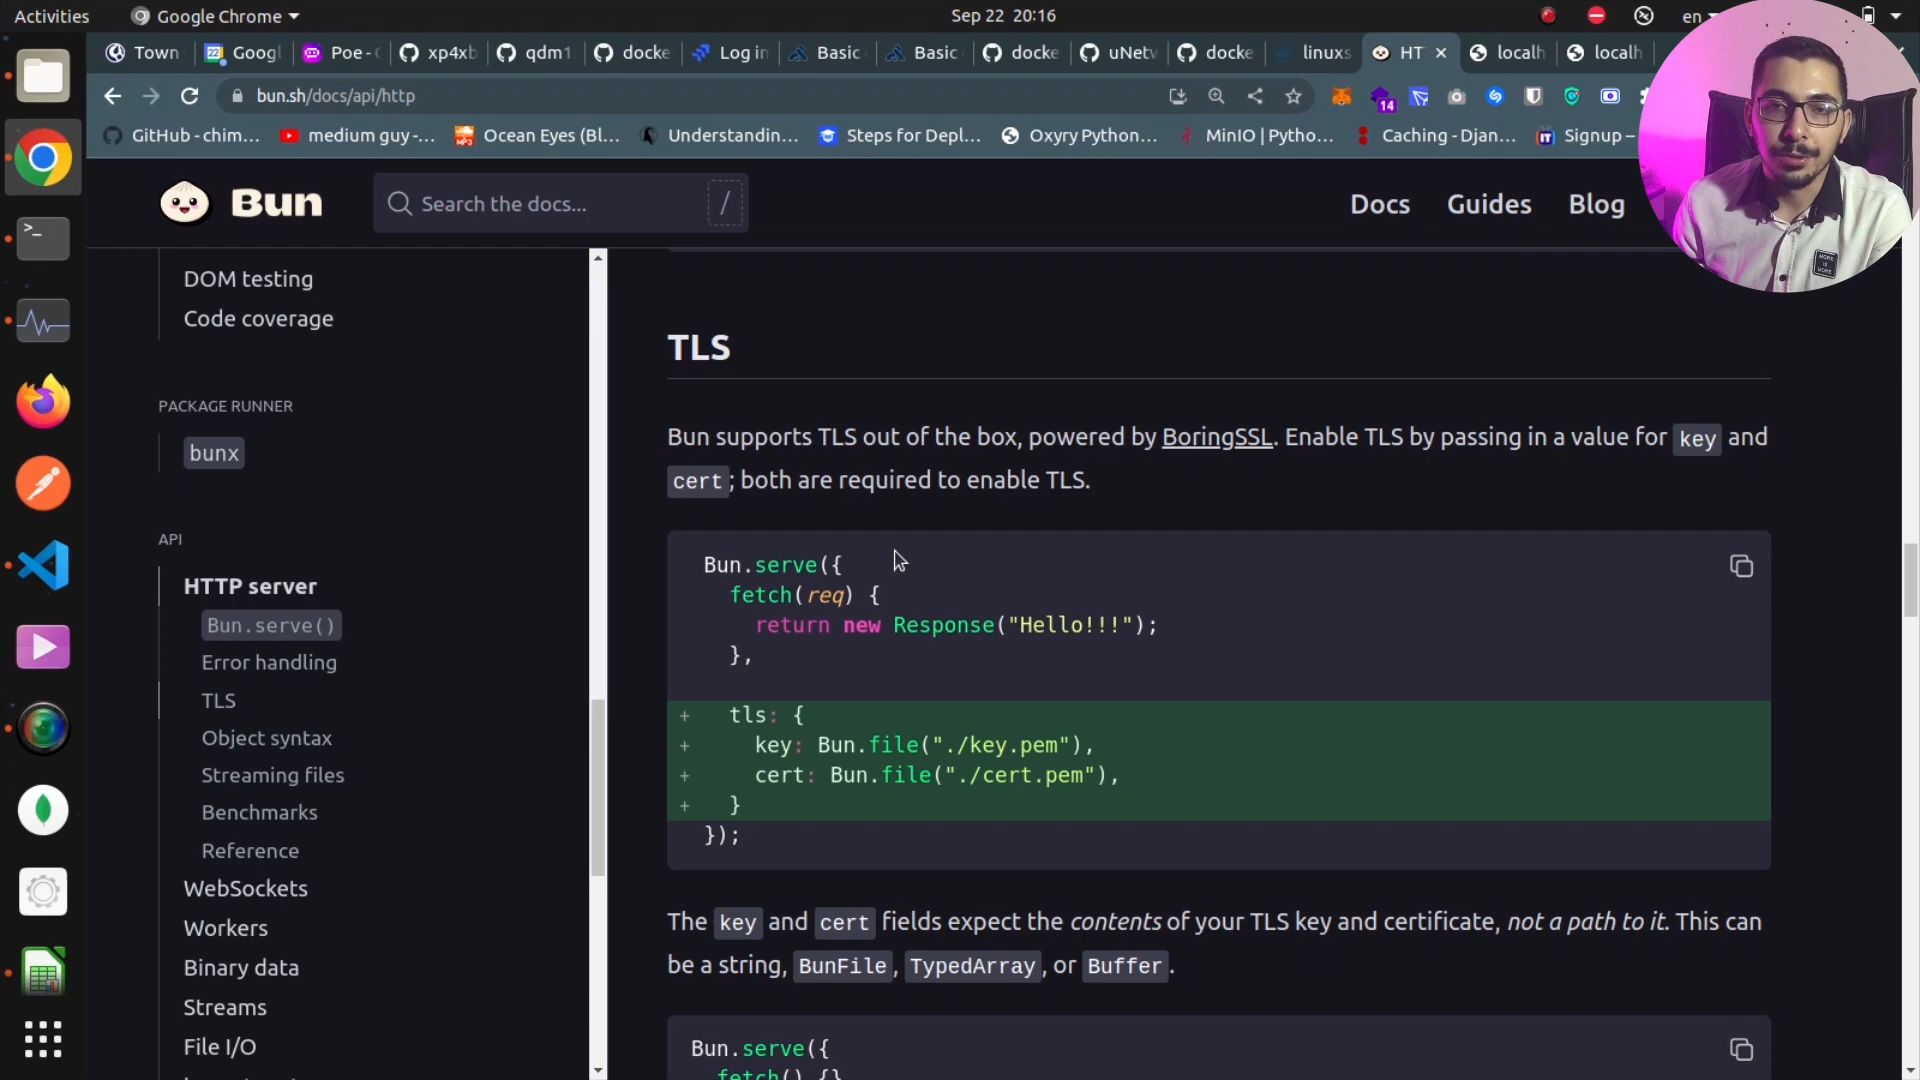 Activities
Google Chrome
Sep 22 20:16
en
Town
Googl
Poe -
xp4xb
qdm1
docke
Log in
Basic
Basic
docke
uNetw
docke
linuxs
HT
localh
localh
bun.sh/docs/api/http
14
GitHub - chim...
medium guy -...
Ocean Eyes (Bl...
Understandin...
Steps for Depl...
Oxyry Python...
MinIO | Pytho...
Caching - Djan...
Signup –
Bun
Search the docs...
/
Docs
Guides
Blog
MORE
IS
MORE
DOM testing
Code coverage
PACKAGE RUNNER
bunx
API
HTTP server
Bun.serve()
Error handling
TLS
Object syntax
Streaming files
Benchmarks
Reference
WebSockets
Workers
Binary data
Streams
File I/O
TLS
Bun supports TLS out of the box, powered by BoringSSL. Enable TLS by passing in a value for key and
cert; both are required to enable TLS.
Bun.serve({
fetch(req) {
return new Response("Hello!!!");
},
+ tls: {
+ key: Bun.file("./key.pem"),
+ cert: Bun.file("./cert.pem"),
+ }
});
The key and cert fields expect the contents of your TLS key and certificate, not a path to it. This can
be a string, BunFile, TypedArray, or Buffer.
Bun.serve({
fetch() {}